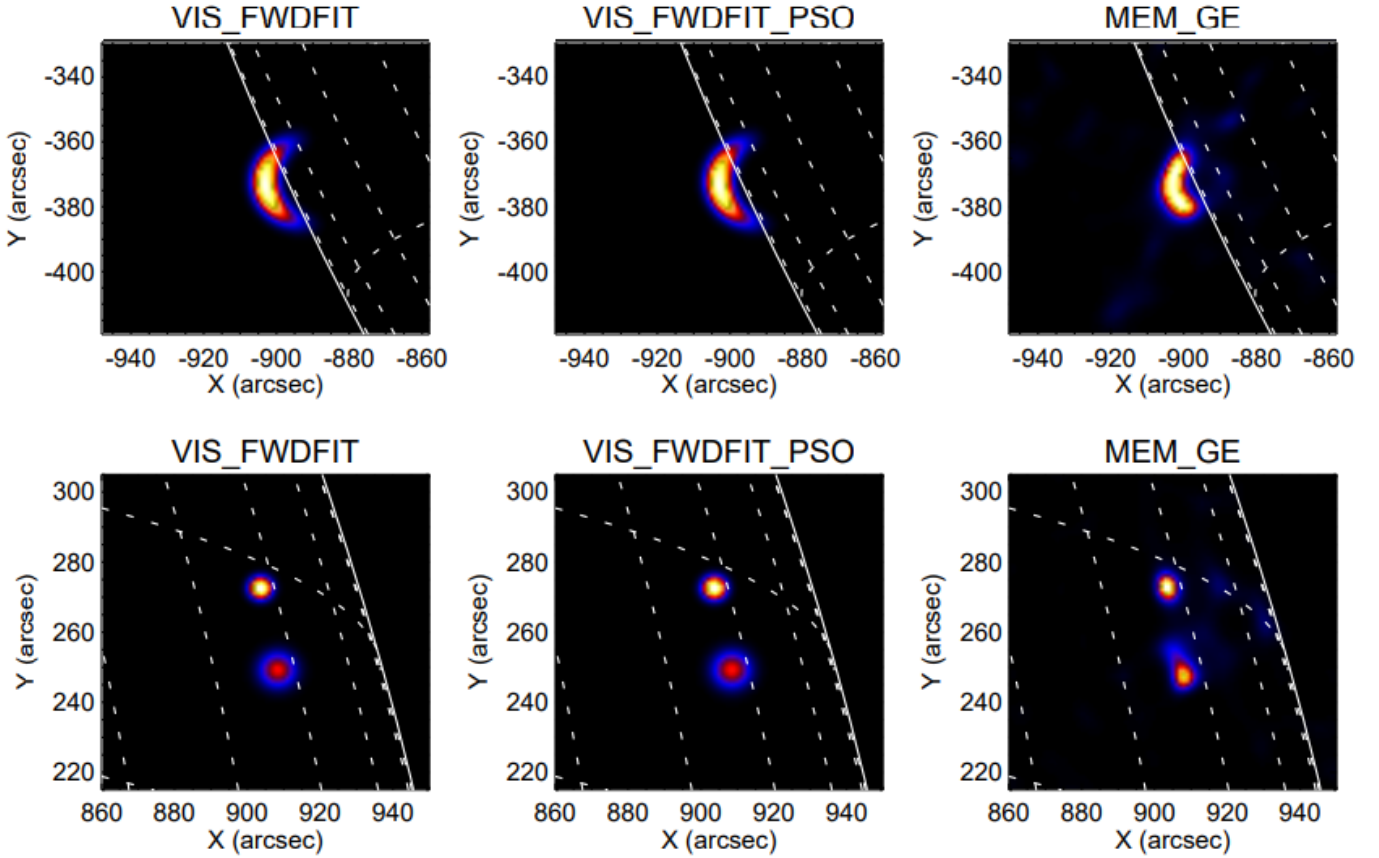 VIS_FWDFIT VIS_FWDFIT_PSO MEM_GE
-340 -340 -340
-360 -360 -360
-380 -380 -380
-400 -400 -400
Y (arcsec) Y (arcsec) Y (arcsec)
-940 -920 -900 -880 -860 -940 -920 -900 -880 -860 -940 -920 -900 -880 -860
X (arcsec) X (arcsec) X (arcsec)
VIS_FWDFIT VIS_FWDFIT_PSO MEM_GE
300 300 300
280 280 280
260 260 260
240 240 240
220 220 220
Y (arcsec) Y (arcsec) Y (arcsec)
860 880 900 920 940 860 880 900 920 940 860 880 900 920 940
X (arcsec) X (arcsec) X (arcsec)